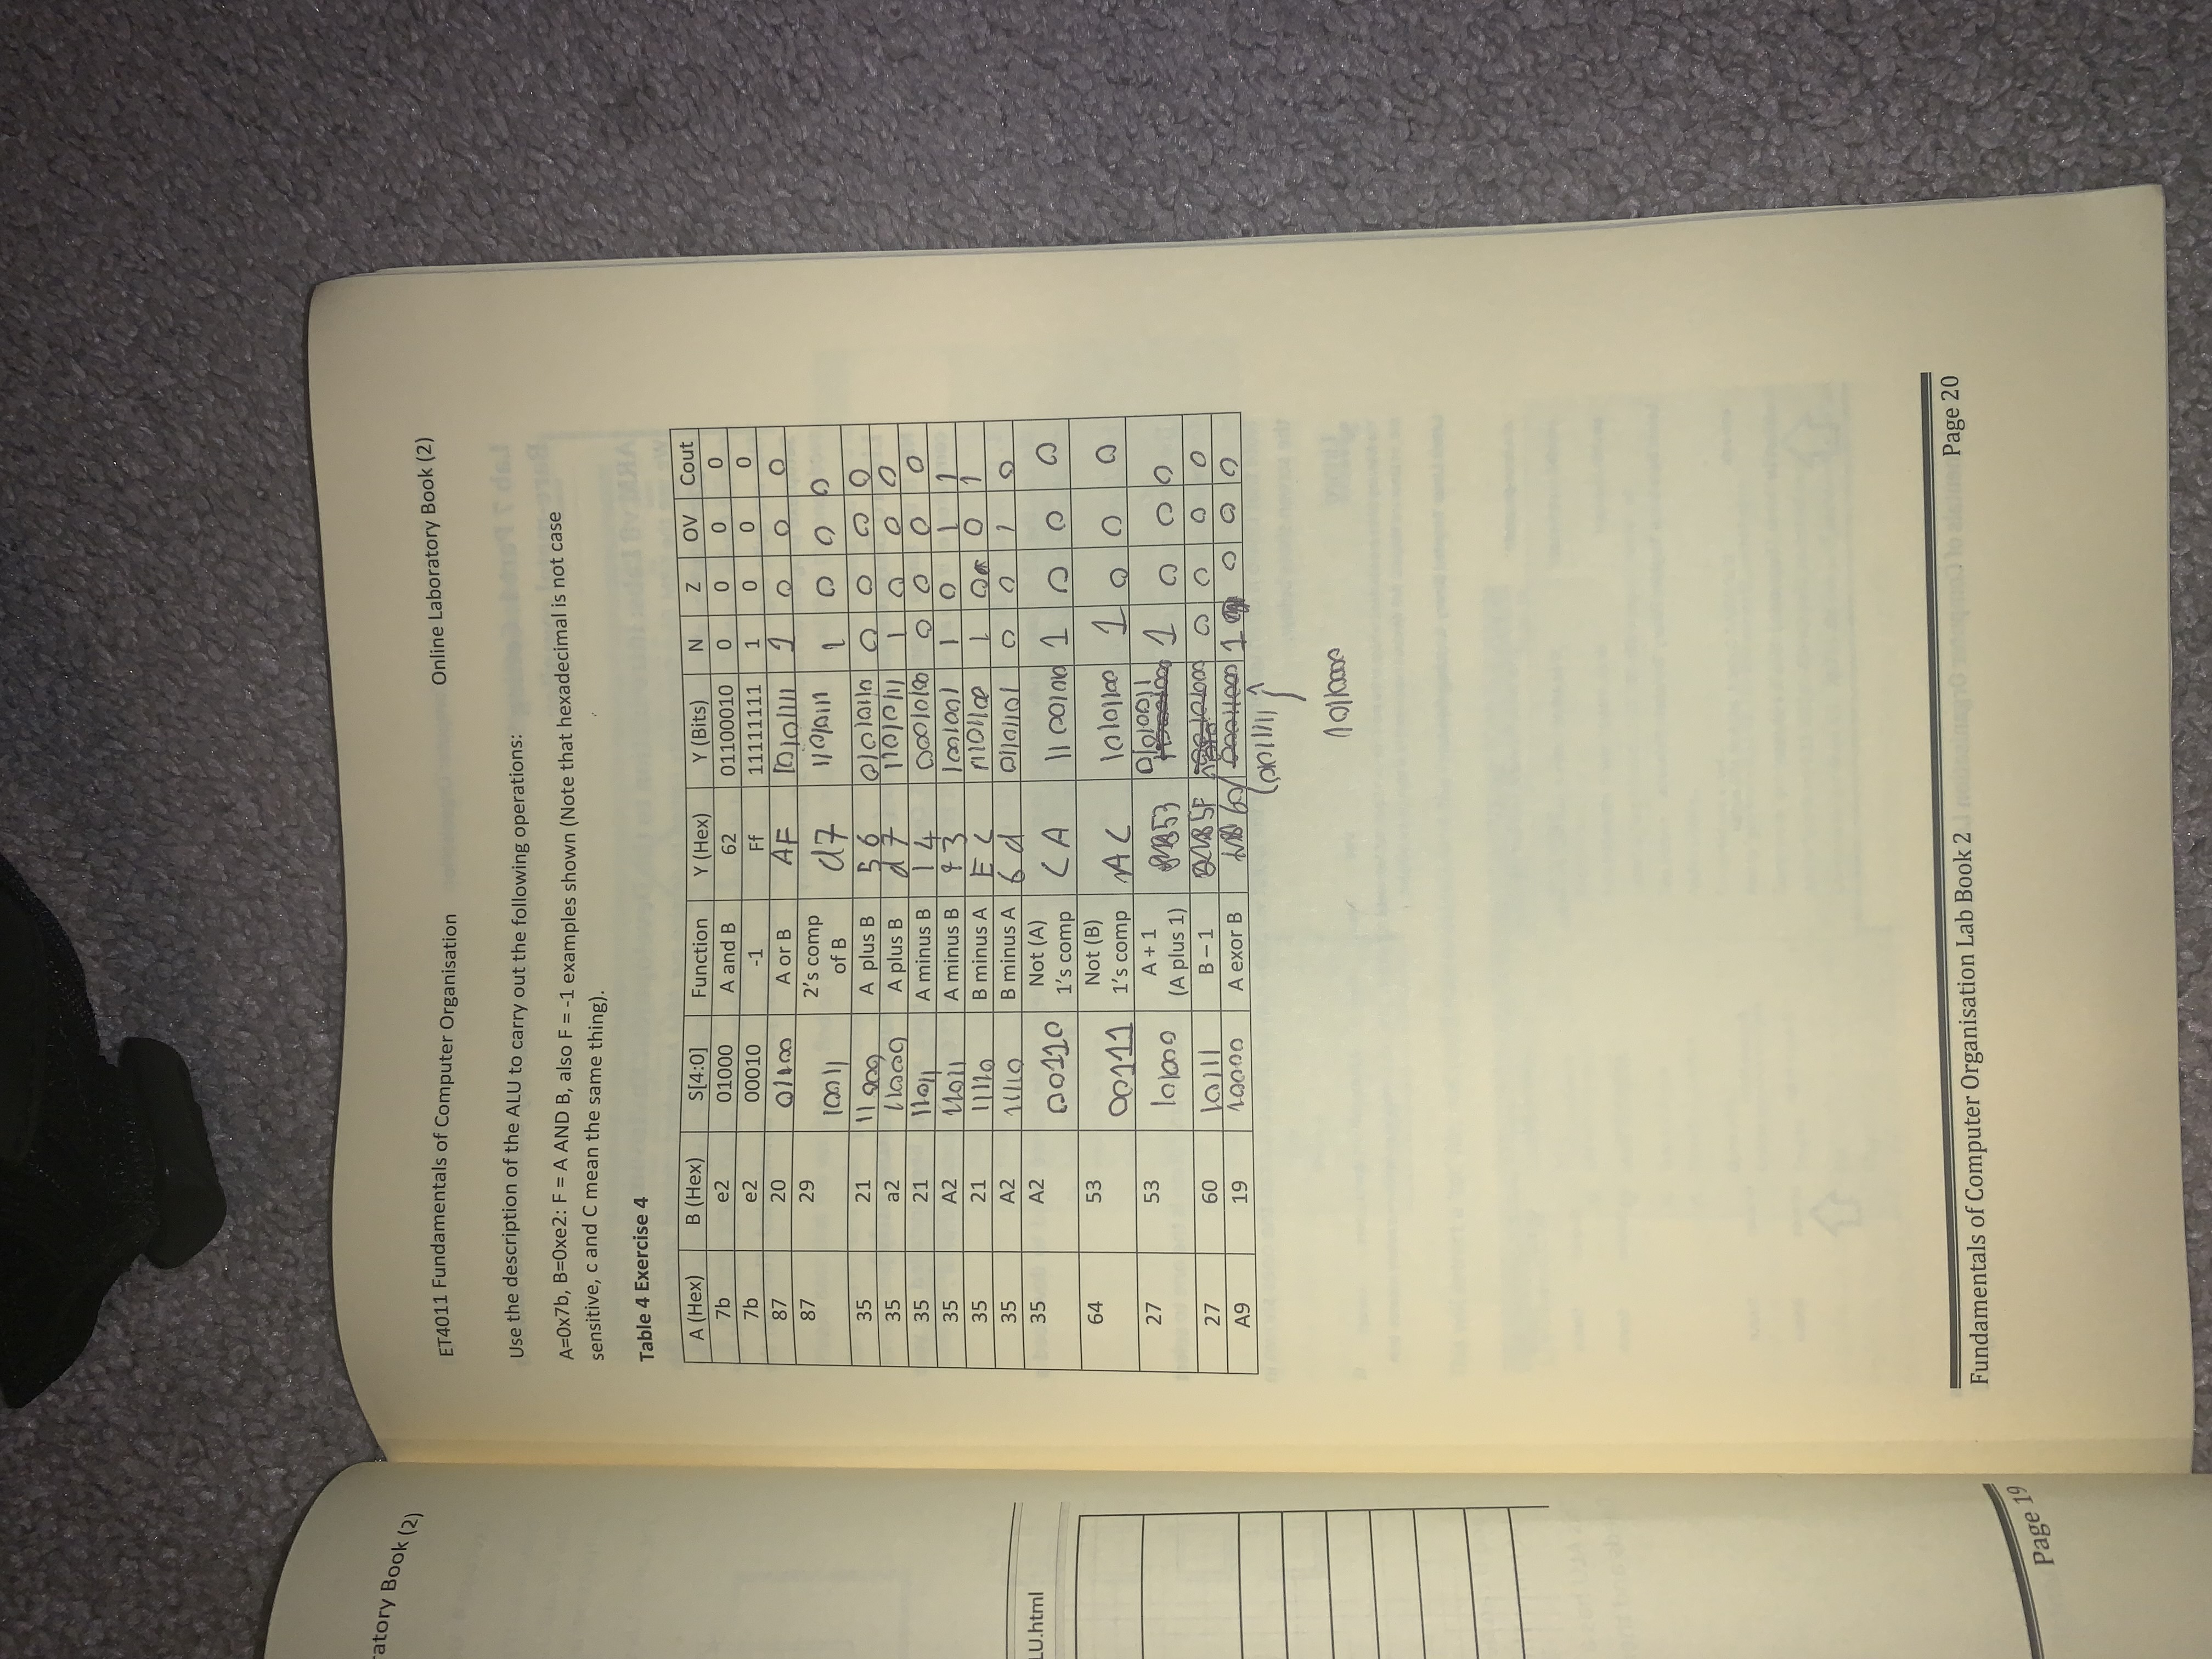 ratory Book (2)
LU.html
Page 19
ET4011 Fundamentals of Computer Organisation Online Laboratory Book (2)
Use the description of the ALU to carry out the following operations:
A=0x7b, B=0xe2: F = A AND B, also F = -1 examples shown (Note that hexadecimal is not case
sensitive, c and C mean the same thing).
Table 4 Exercise 4
A (Hex) B (Hex) S[4:0] Function Y (Hex) Y (Bits) N Z OV Cout
7b e2 01000 A and B 62 01100010 0 0 0 0
7b e2 00010 -1 Ff 11111111 1 0 0 0
87 20 01100 A or B AF 10101111 1 0 0 0
87 29 10011 2's comp of B d7 11010111 1 0 0 0
35 21 11000 A plus B 56 01010110 0 0 0 0
35 a2 11000 A plus B d7 11010111 1 0 0 0
35 21 11011 A minus B 14 00010100 0 0 0 0
35 A2 11011 A minus B 93 1001001 1 0 1 1
35 21 11110 B minus A EC 11101100 1 0 0 1
35 A2 11110 B minus A 6d 01101101 0 0 1 0
35 A2 00110 Not (A) 1's comp CA 11001010 1 0 0 0
64 53 00111 Not (B) 1's comp AC 10101100 1 0 0 0
27 53 101000 A + 1 (A plus 1) 53 01010011 1 0 0 0
27 60 10111 B – 1 5F 0 0 0 0
A9 19 10000 A exor B 1 0 0 0
10110000
Fundamentals of Computer Organisation Lab Book 2 Page 20